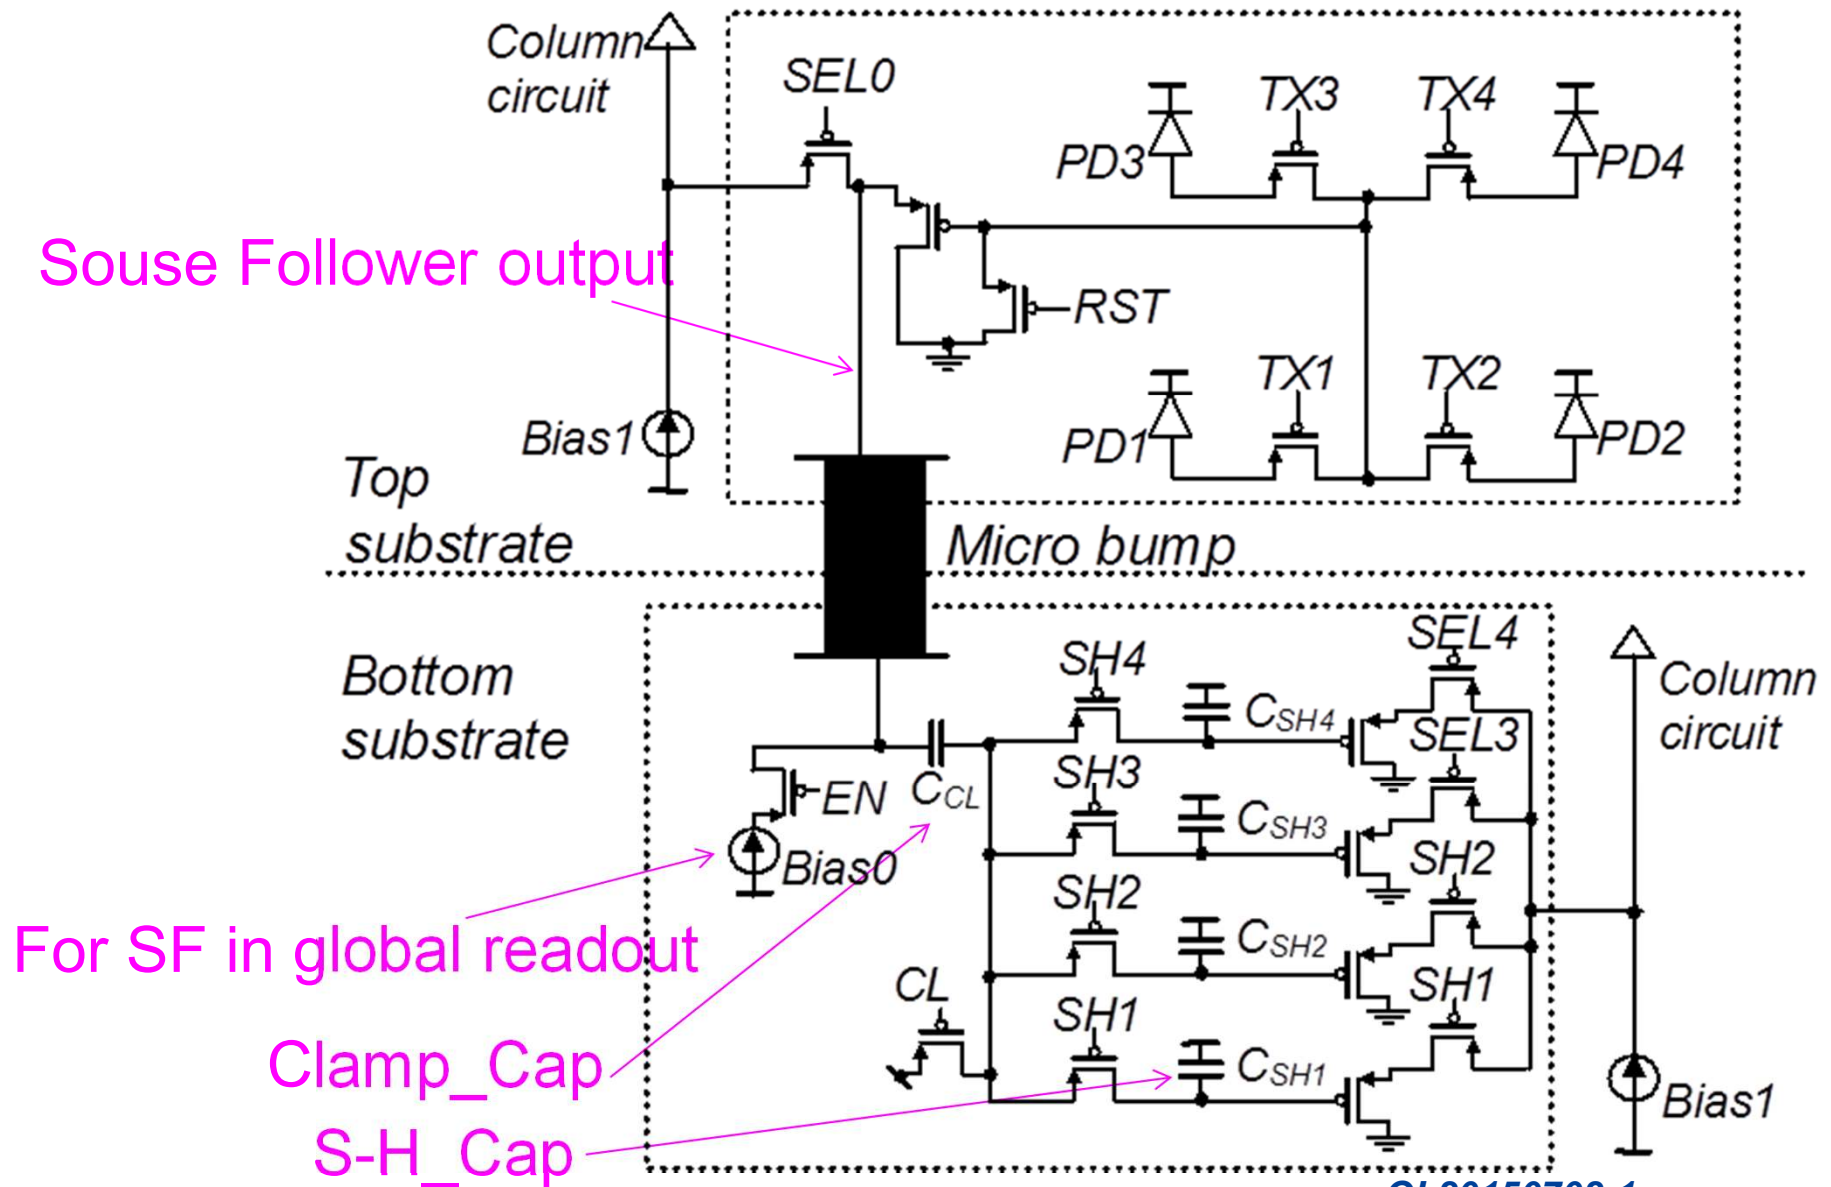 Column
circuit
SEL0
TX3
TX4
PD3
PD4
Souse Follower output
RST
TX1
TX2
Bias1
PD1
PD2
Top
substrate
Micro bump
Bottom
substrate
SH4
CSH4
SEL4
Column
circuit
SH3
CSH3
SEL3
EN
CCL
Bias0
SH2
CSH2
SH2
For SF in global readout
CL
SH1
CSH1
SH1
Clamp_Cap
Bias1
S-H_Cap